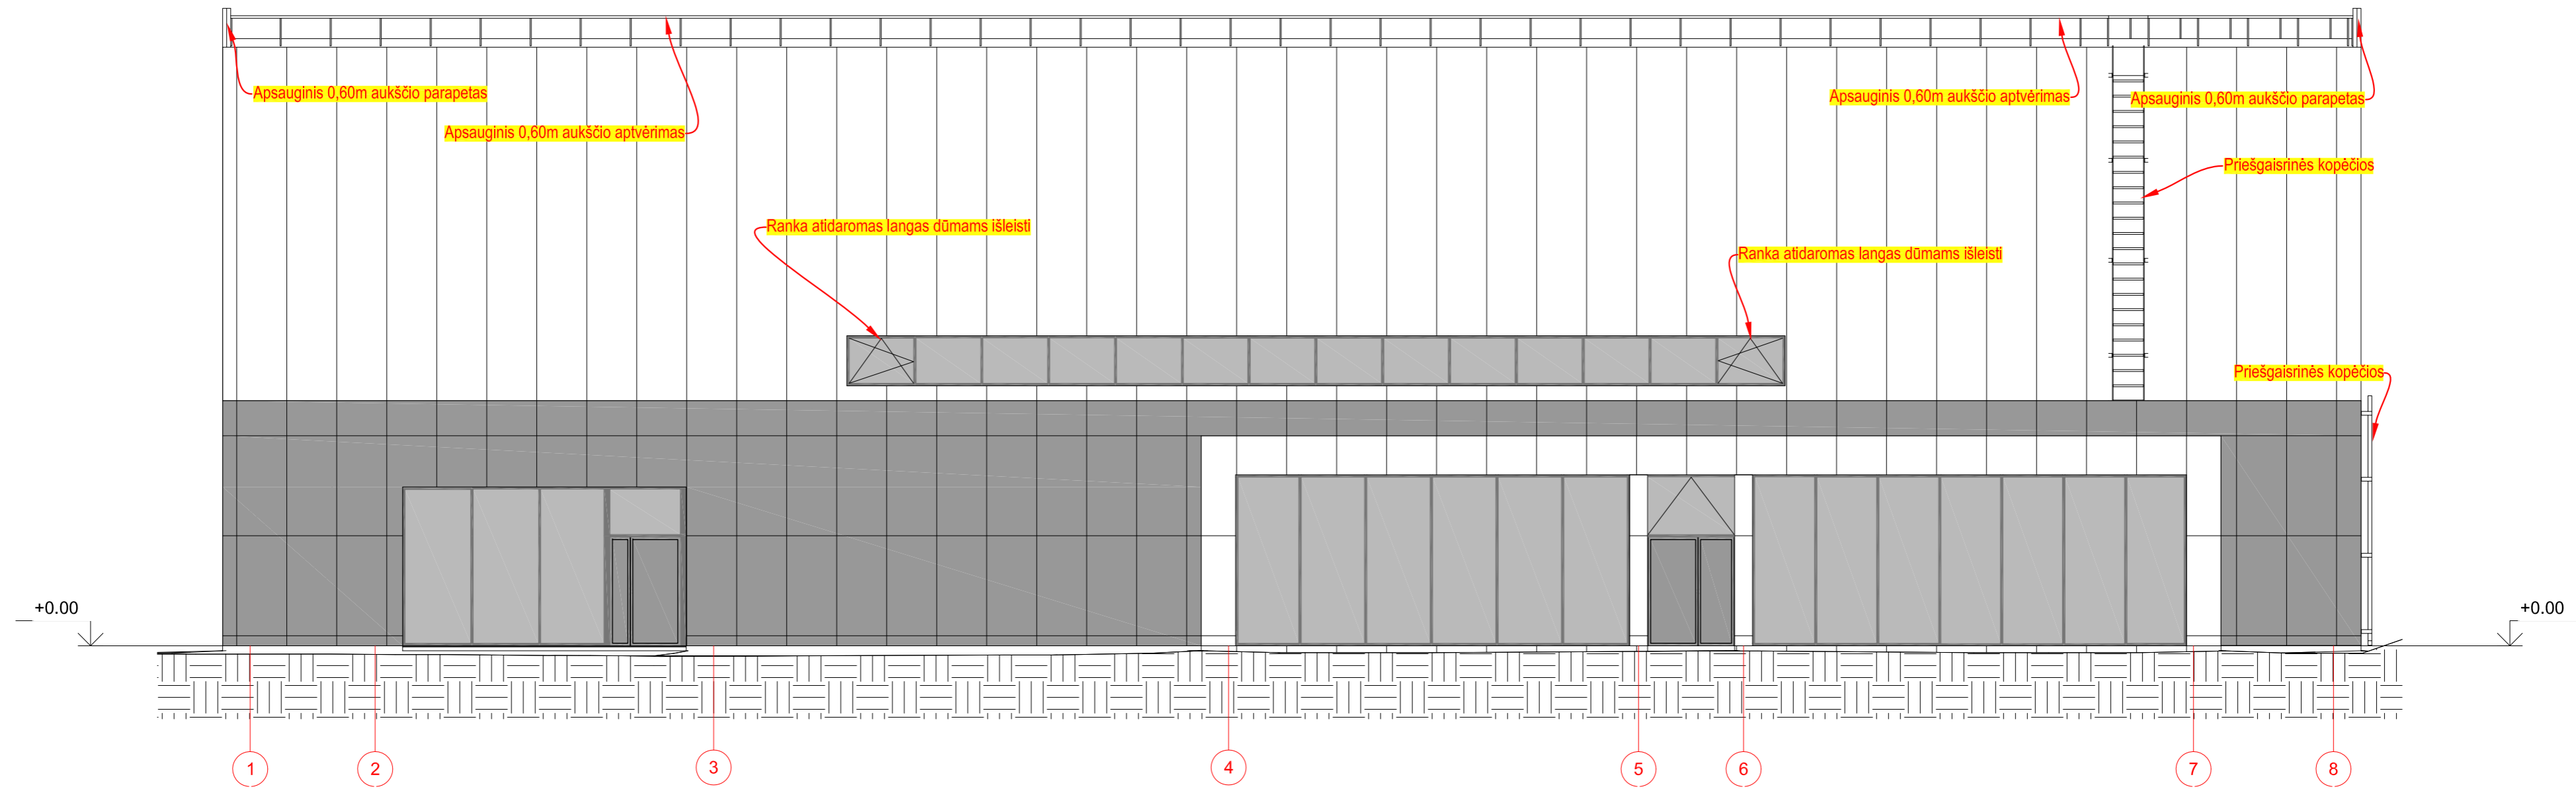 Apsauginis 0,60m aukščio parapetas
Apsauginis 0,60m aukščio aptvėrimas
Apsauginis 0,60m aukščio aptvėrimas
Apsauginis 0,60m aukščio parapetas
Priešgaisrinės kopėčios
Ranka atidaromas langas dūmams išleisti
Ranka atidaromas langas dūmams išleisti
Priešgaisrinės kopėčios
+0.00
+0.00
1
2
3
4
5
6
7
8